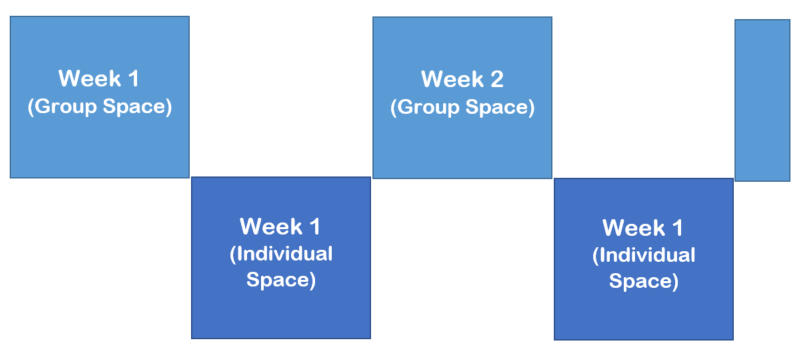 Week 1
(Group Space)
Week 1
(Individual
Space)
Week 2
(Group Space)
Week 1
(Individual
Space)